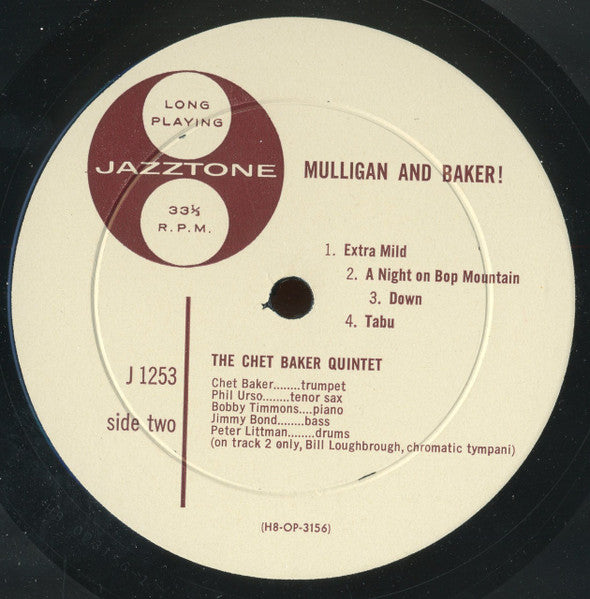 LONG
PLAYING
JAZZTONE
33⅓
R.P.M.
MULLIGAN AND BAKER!
1. Extra Mild
2. A Night on Bop Mountain
3. Down
4. Tabu
J 1253
side two
THE CHET BAKER QUINTET
Chet Baker........trumpet
Phil Urso........tenor sax
Bobby Timmons....piano
Jimmy Bond.......bass
Peter Littman.......drums
(on track 2 only, Bill Loughbrough, chromatic tympani)
(H8-OP-3156)